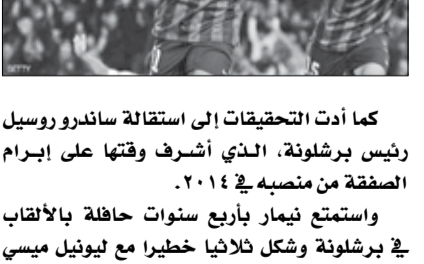 GETTY
كما أدت التحقيقات إلى استقالة ساندرو روسيل
رئيس برشلونة، الذي أشرف وقتها على إبرام
الصفقة من منصبه في ٢٠١٤.
واستمتع نيمار بأربع سنوات حافلة بالألقاب
في برشلونة وشكل ثلاثيا خطيرا مع ليونيل ميسي